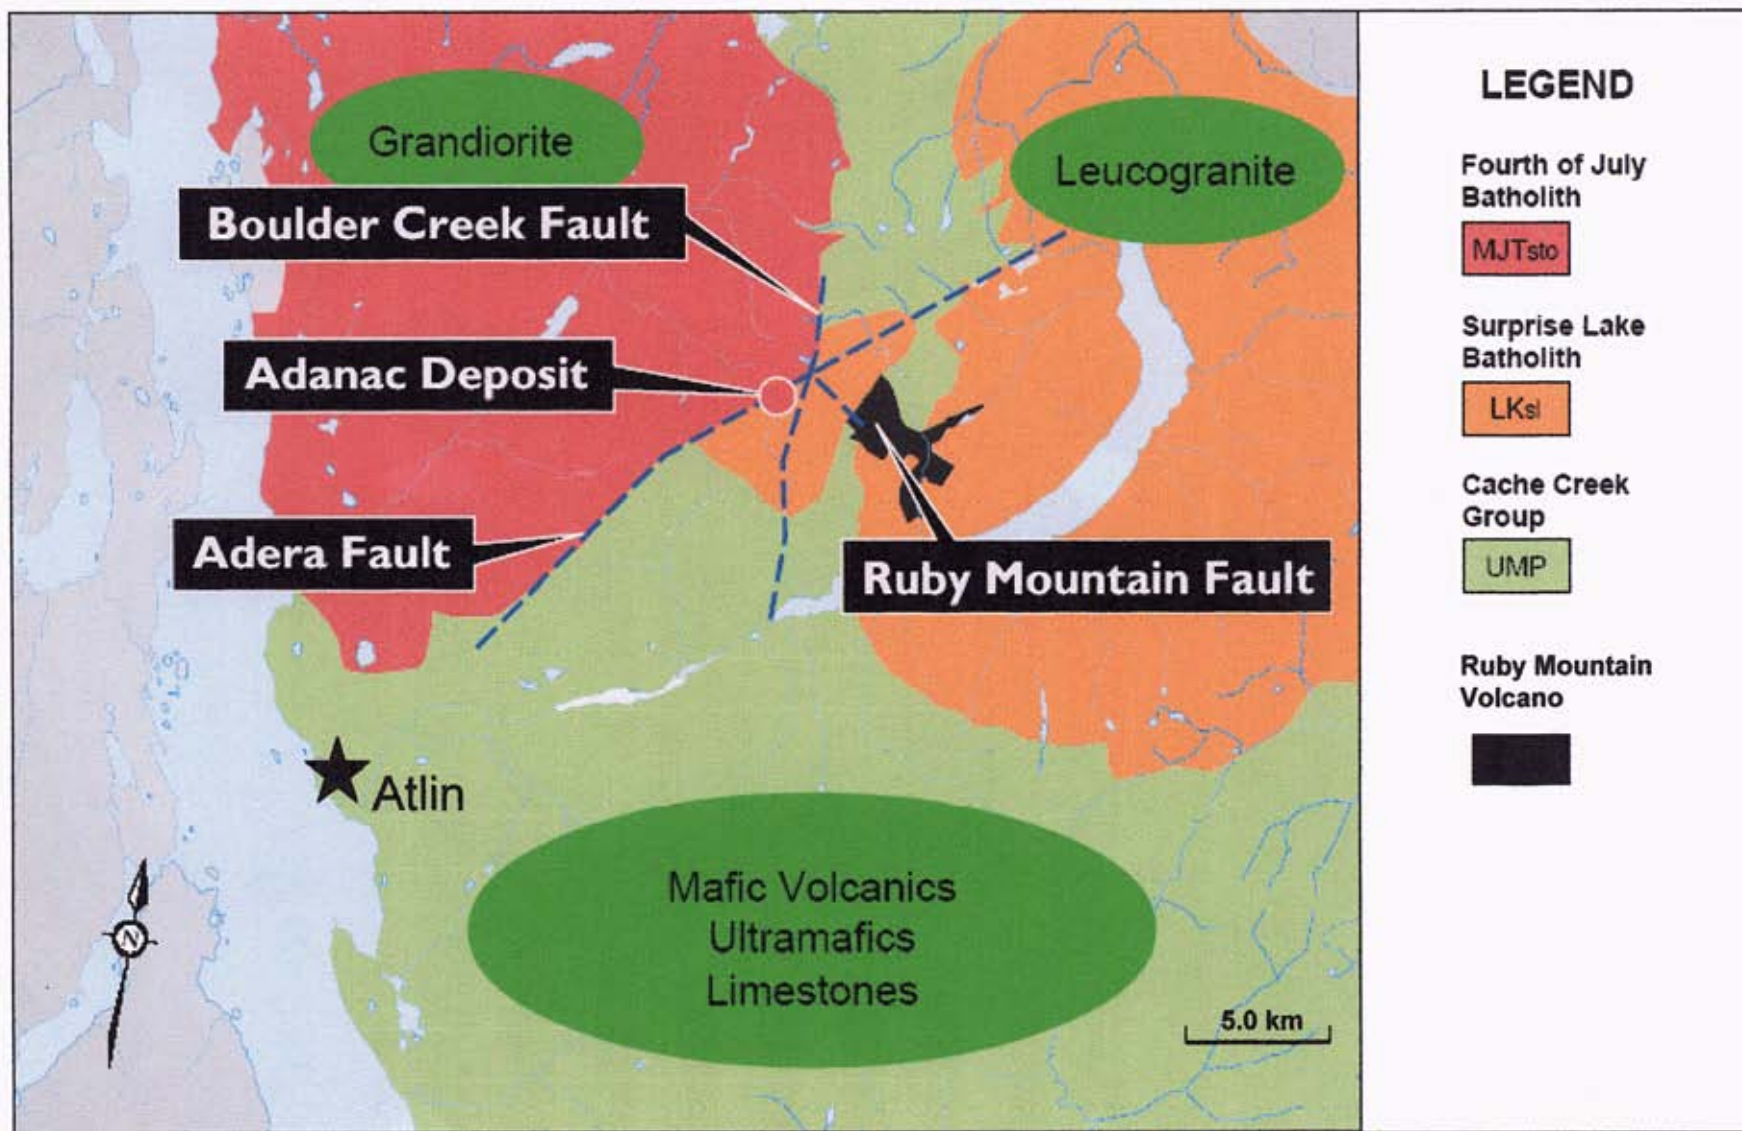 Grandiorite
Leucogranite
Boulder Creek Fault
Adanac Deposit
Adera Fault
Ruby Mountain Fault
Atlin
Mafic Volcanics
Ultramafics
Limestones
N
5.0 km
LEGEND
Fourth of July
Batholith
MJTsto
Surprise Lake
Batholith
LKsl
Cache Creek
Group
UMP
Ruby Mountain
Volcano